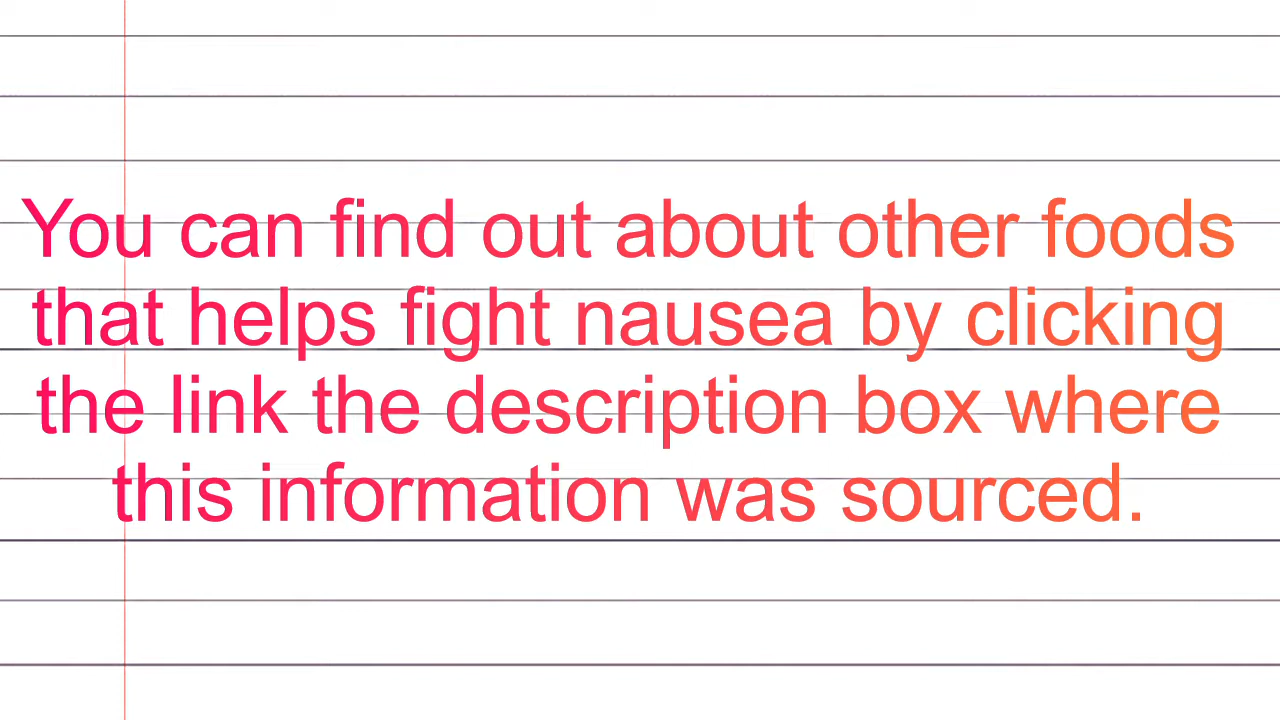 You can find out about other foods
that helps fight nausea by clicking
the link the description box where
this information was sourced.